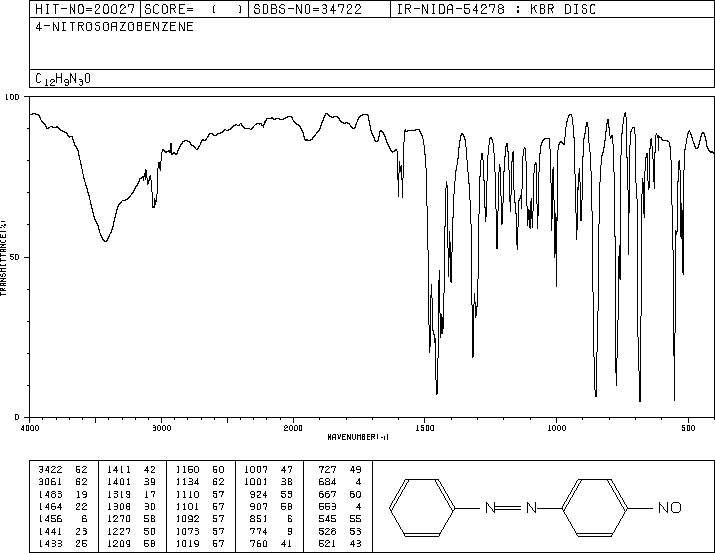 HIT-NO=20027 SCORE= ( ) SDBS-NO=34722 IR-NIDA-54278 : KBR DISC
4-NITROSOAZOBENZENE
C12H9N3O
100
TRANSMITTANCE(%)
50
0
4000 3000 2000 1500 1000 500
WAVENUMBER(-1)
3422 52 1411 42 1160 60 1007 47 727 49
3061 62 1401 39 1134 62 1001 38 684 4
1483 19 1319 17 1110 57 924 53 667 60
1464 22 1308 30 1101 57 907 58 553 4
1456 6 1270 58 1092 57 851 6 545 55
1441 23 1227 50 1073 57 774 9 528 53
1433 25 1209 58 1019 57 760 41 521 43
N=N NO